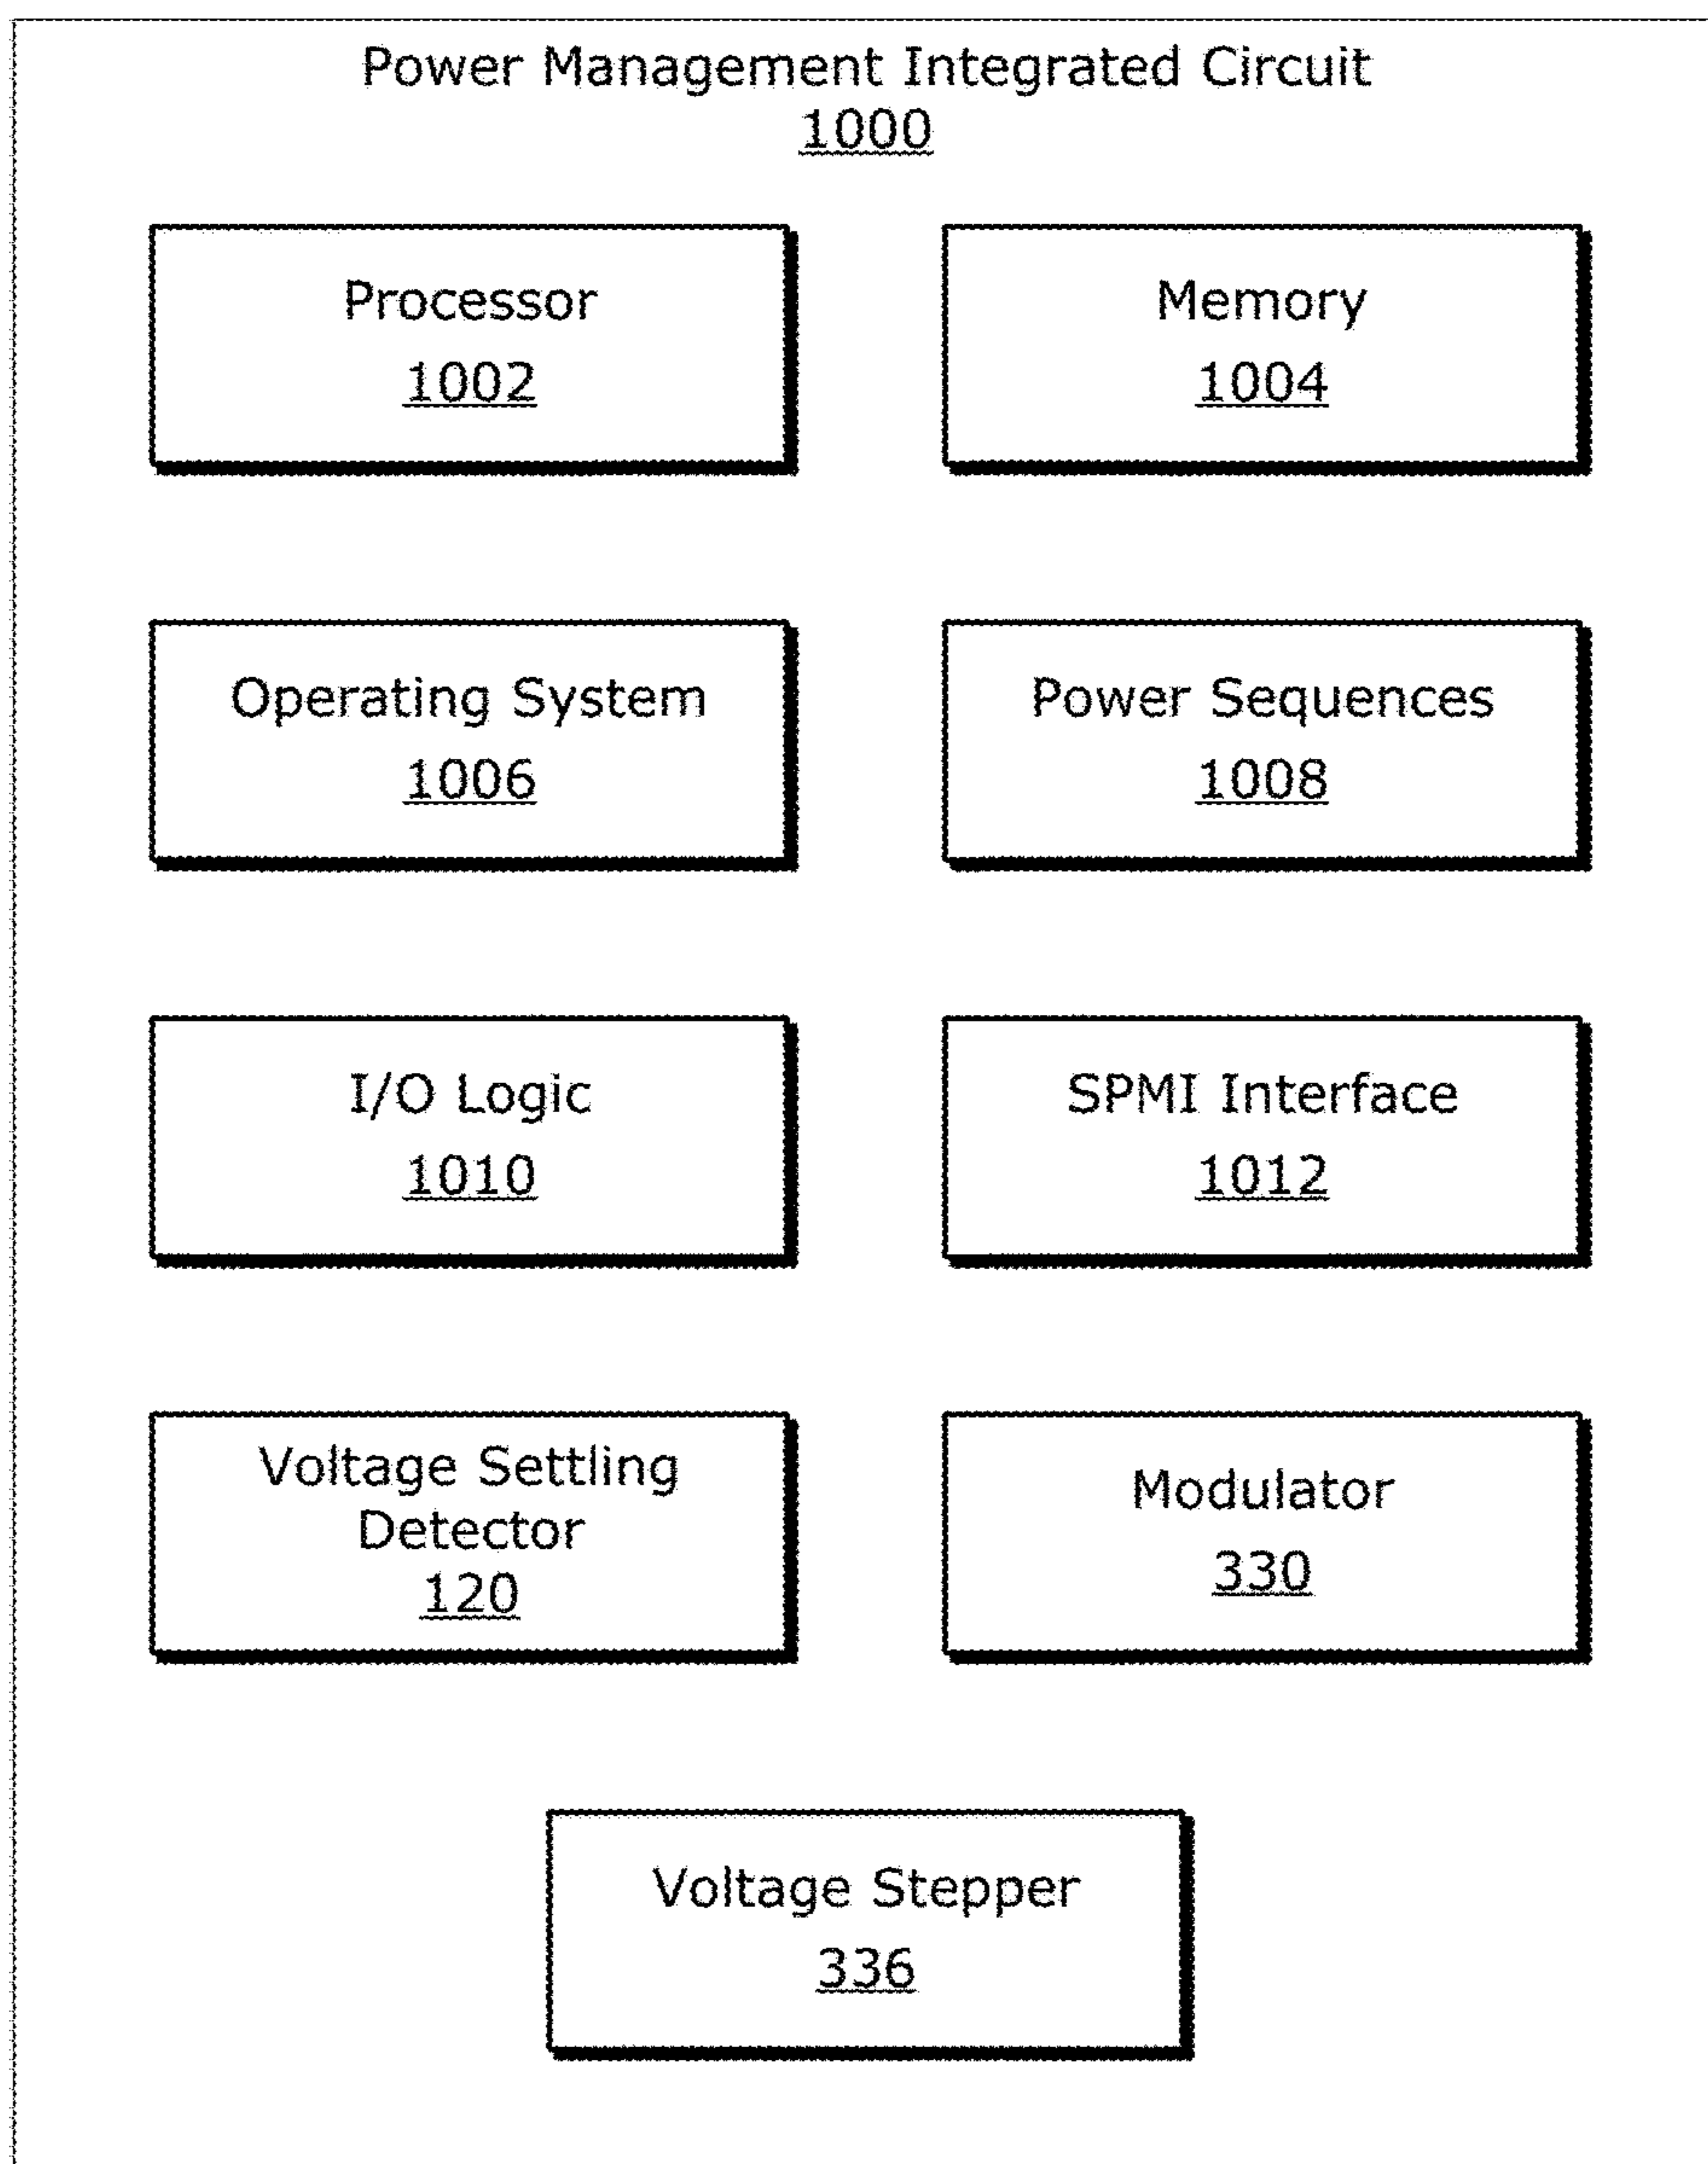 Power Management Integrated Circuit
1000
Processor
1002
Memory
1004
Operating System
1006
Power Sequences
1008
I/O Logic
1010
SPMI Interface
1012
Voltage Settling
Detector
120
Modulator
330
Voltage Stepper
336